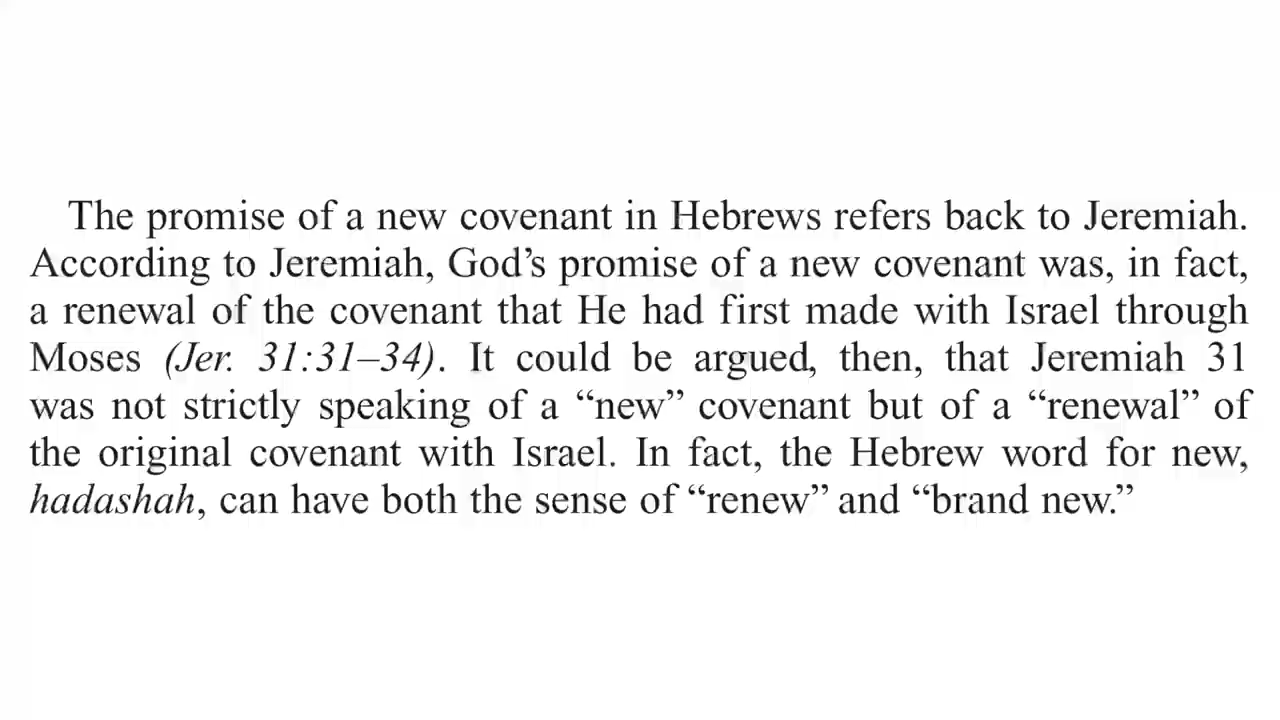 The promise of a new covenant in Hebrews refers back to Jeremiah.
According to Jeremiah, God’s promise of a new covenant was, in fact,
a renewal of the covenant that He had first made with Israel through
Moses (Jer. 31:31–34). It could be argued, then, that Jeremiah 31
was not strictly speaking of a “new” covenant but of a “renewal” of
the original covenant with Israel. In fact, the Hebrew word for new,
hadashah, can have both the sense of “renew” and “brand new.”